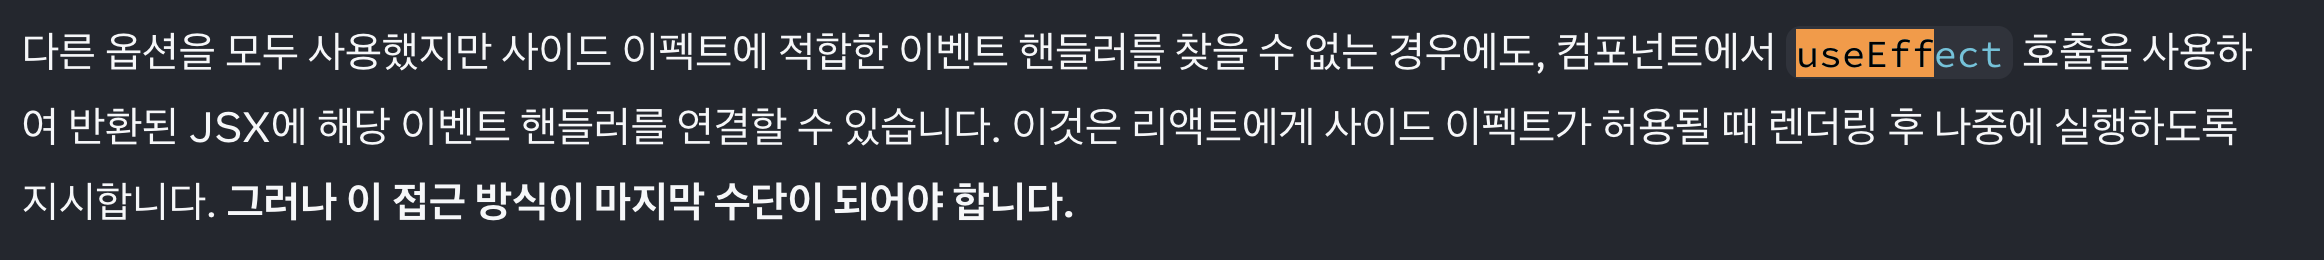 다른 옵션을 모두 사용했지만 사이드 이펙트에 적합한 이벤트 핸들러를 찾을 수 없는 경우에도, 컴포넌트에서 useEffect 호출을 사용하
여 반환된 JSX에 해당 이벤트 핸들러를 연결할 수 있습니다. 이것은 리액트에게 사이드 이펙트가 허용될 때 렌더링 후 나중에 실행하도록
지시합니다. 그러나 이 접근 방식이 마지막 수단이 되어야 합니다.